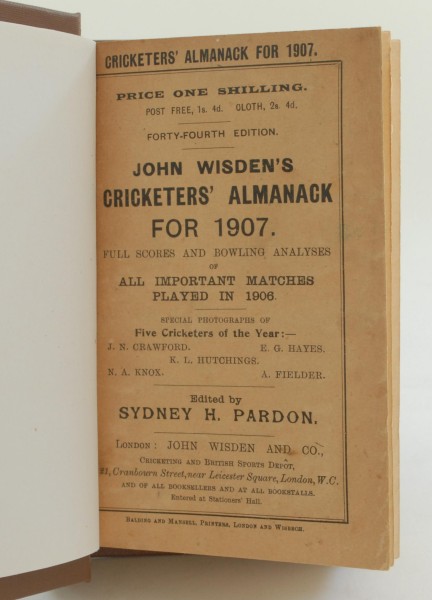 CRICKETERS' ALMANACK FOR 1907.
PRICE ONE SHILLING.
POST FREE, 1s. 4d. CLOTH, 2s. 4d.
FORTY-FOURTH EDITION.
JOHN WISDEN'S
CRICKETERS' ALMANACK
FOR 1907.
FULL SCORES AND BOWLING ANALYSES
OF
ALL IMPORTANT MATCHES
PLAYED IN 1906.
SPECIAL PHOTOGRAPHS OF
Five Cricketers of the Year:—
J. N. CRAWFORD. E. G. HAYES.
K. L. HUTCHINGS.
N. A. KNOX. A. FIELDER.
Edited by
SYDNEY H. PARDON.
LONDON: JOHN WISDEN AND CO.,
CRICKETING AND BRITISH SPORTS DEPOT,
21, Cranbourn Street, near Leicester Square, London, W.C.
AND OF ALL BOOKSELLERS AND AT ALL BOOKSTALLS.
Entered at Stationers' Hall.
BALDING AND MANSELL, PRINTERS, LONDON AND WISBECH.